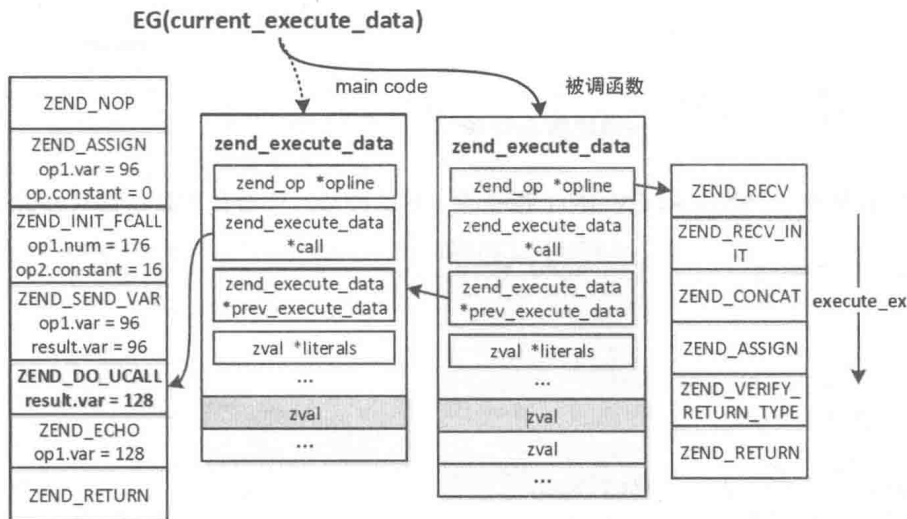 EG(current_execute_data)
main code
被调函数
ZEND_NOP
ZEND_ASSIGN
op1.var = 96
op.constant = 0
ZEND_INIT_FCALL
op1.num = 176
op2.constant = 16
ZEND_SEND_VAR
op1.var = 96
result.var = 96
ZEND_DO_UCALL
result.var = 128
ZEND_ECHO
op1.var = 128
ZEND_RETURN
zend_execute_data
zend_op *opline
zend_execute_data
*call
zend_execute_data
*prev_execute_data
zval *literals
...
zval
...
zend_execute_data
zend_op *opline
zend_execute_data
*call
zend_execute_data
*prev_execute_data
zval *literals
...
zval
zval
...
ZEND_RECV
ZEND_RECV_IN
IT
ZEND_CONCAT
ZEND_ASSIGN
ZEND_VERIFY_
RETURN_TYPE
ZEND_RETURN
execute_ex